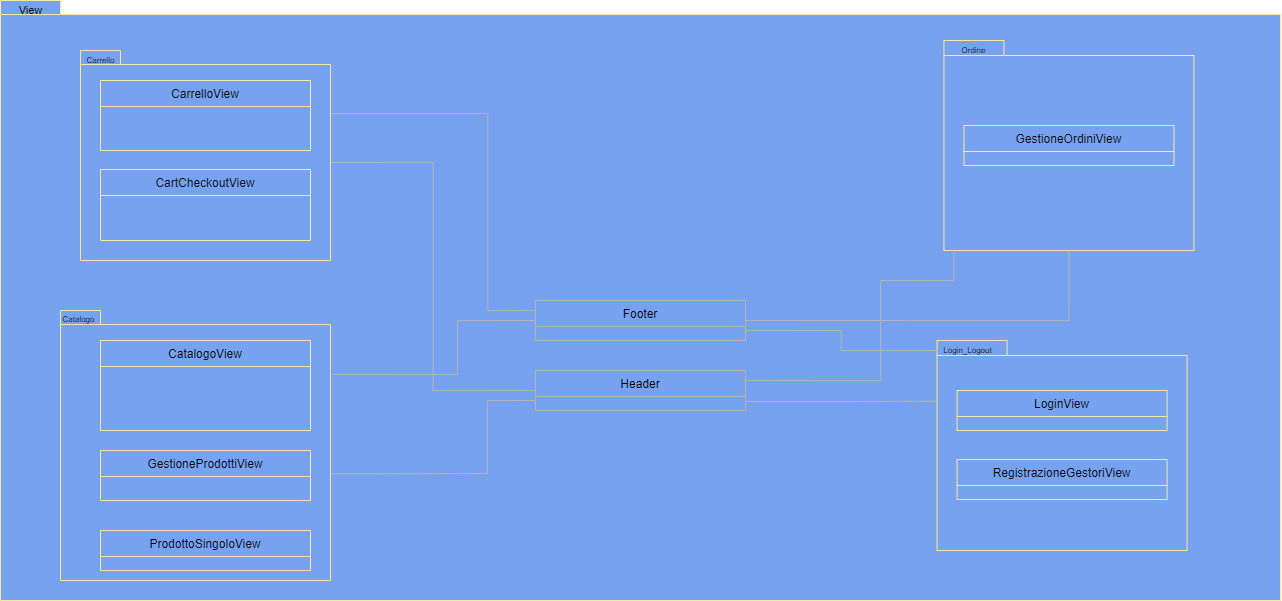 View
Carrello
CarrelloView
CartCheckoutView
Ordine
GestioneOrdiniView
Catalogo
CatalogoView
GestioneProdottiView
ProdottoSingoloView
Footer
Header
Login_Logout
LoginView
RegistrazioneGestoriView